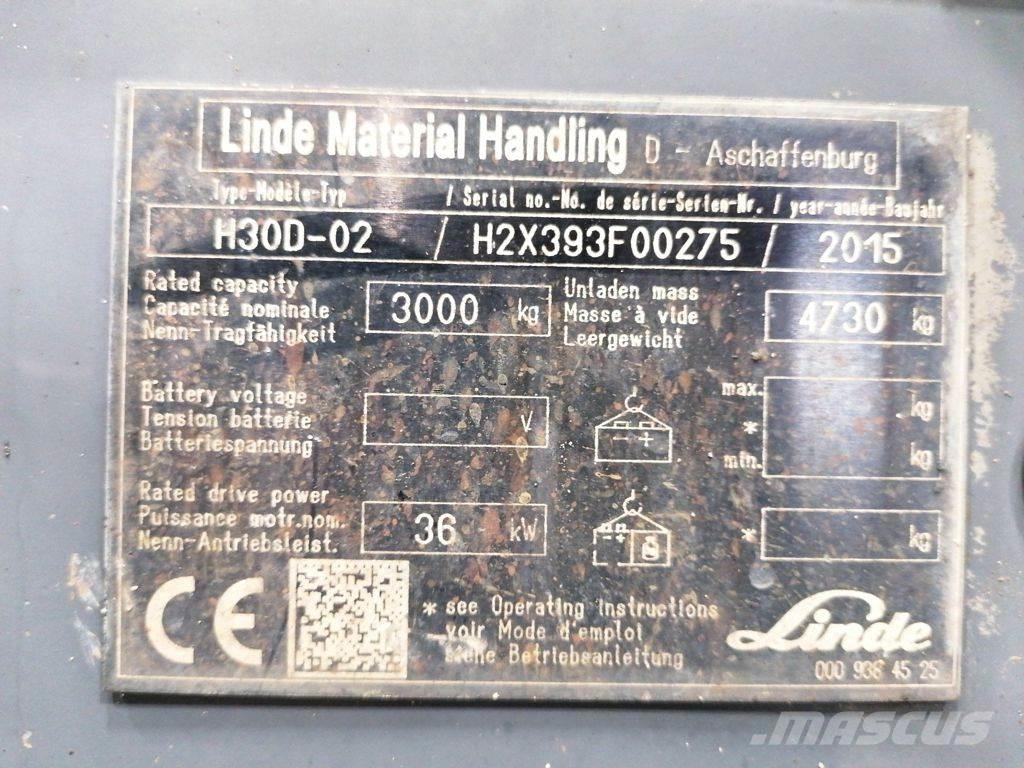 Linde Material Handling D - Aschaffenburg
Type-Modèle-Typ / Serial no.-No. de série-Serien-Nr. / year-année-Baujahr
H30D-02 / H2X393F00275 / 2015
Rated capacity
Capacité nominale
Nenn-Tragfähigkeit
3000 kg
Unladen mass
Masse à vide
Leergewicht
4730 kg
Battery voltage
Tension batterie
Batteriespannung
V
- +
max. kg
*
min. kg
Rated drive power
Puissance motr.nom.
Nenn-Antriebsleist.
36 kW
- +
* kg
CE
* see Operating Instructions
voir Mode d'emploi
siehe Betriebsanleitung
Linde
000 938 45 25
MASCUS